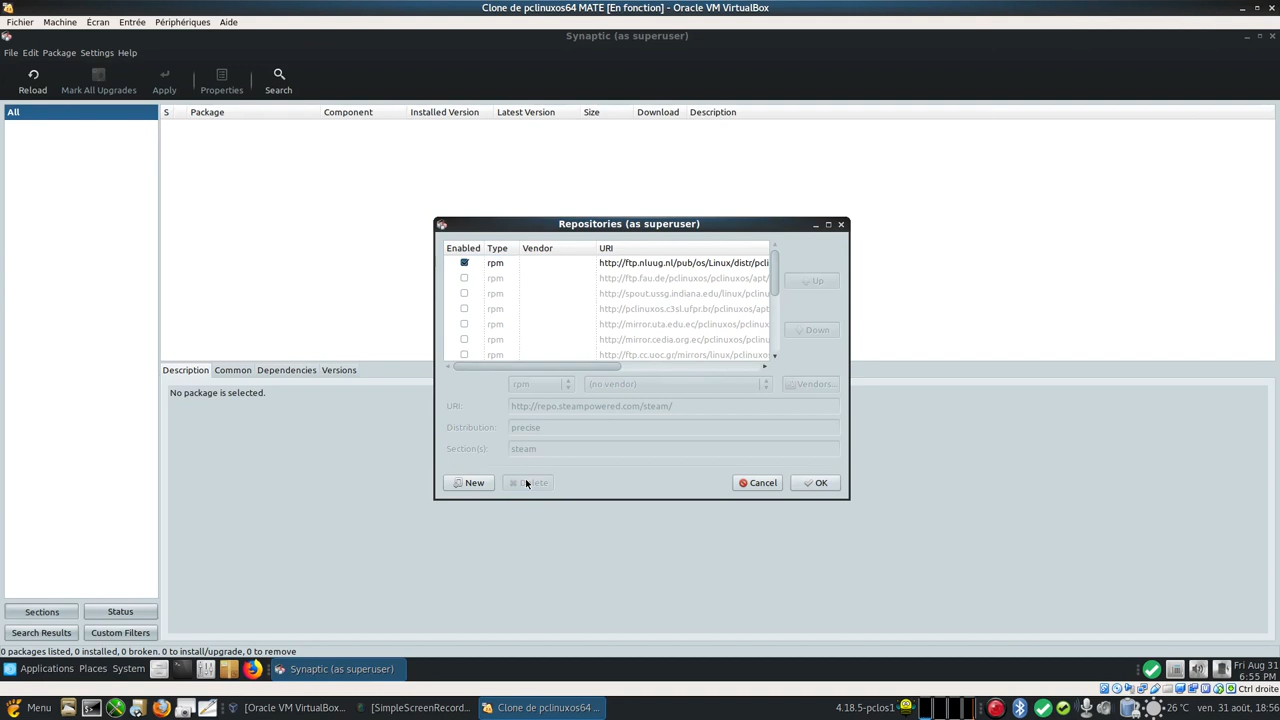 Clone de pclinuxos64 MATE [En fonction] - Oracle VM VirtualBox
Fichier Machine Écran Entrée Périphériques Aide
Synaptic (as superuser)
File Edit Package Settings Help
Reload Mark All Upgrades Apply Properties Search
All
S Package Component Installed Version Latest Version Size Download Description
Repositories (as superuser)
Enabled Type Vendor URI
rpm http://ftp.nluug.nl/pub/os/Linux/distr/pcli
rpm http://ftp.fau.de/pclinuxos/pclinuxos/apt/
rpm http://spout.ussg.indiana.edu/linux/pclinu
rpm http://pclinuxos.c3sl.ufpr.br/pclinuxos/apt
rpm http://mirror.uta.edu.ec/pclinuxos/pclinux
rpm http://mirror.cedia.org.ec/pclinuxos/pclinu
rpm http://ftp.cc.uoc.gr/mirrors/linux/pclinuxos
Up
Down
rpm (no vendor) Vendors...
URI: http://repo.steampowered.com/steam/
Distribution: precise
Section(s): steam
New Cancel OK
Description Common Dependencies Versions
No package is selected.
Sections Status
Search Results Custom Filters
0 packages listed, 0 installed, 0 broken. 0 to install/upgrade, 0 to remove
Applications Places System Synaptic (as superuser) Fri Aug 31
6:55 PM
Ctrl droite
Menu [Oracle VM VirtualBox... [SimpleScreenRecord... Clone de pclinuxos64 ... 4.18.5-pclos1 26 °C ven. 31 août, 18:56